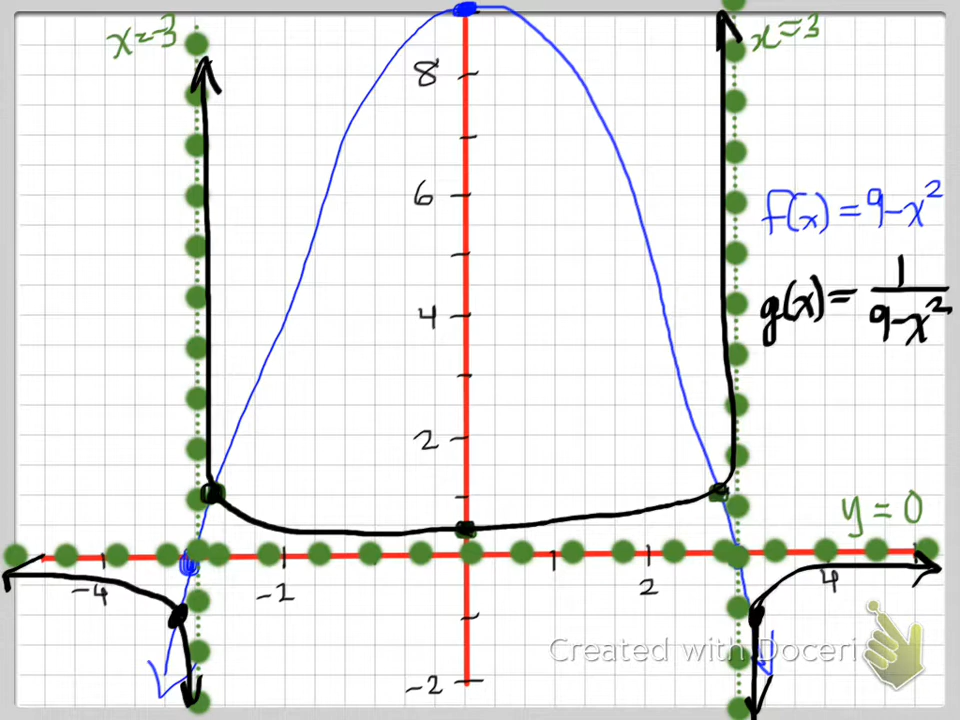 x=-3
x=3
8
6
f(x)=9-x²
g(x)=1/9-x²
4
2
y=0
-4
-1
1
2
4
Created with Doceri
-2